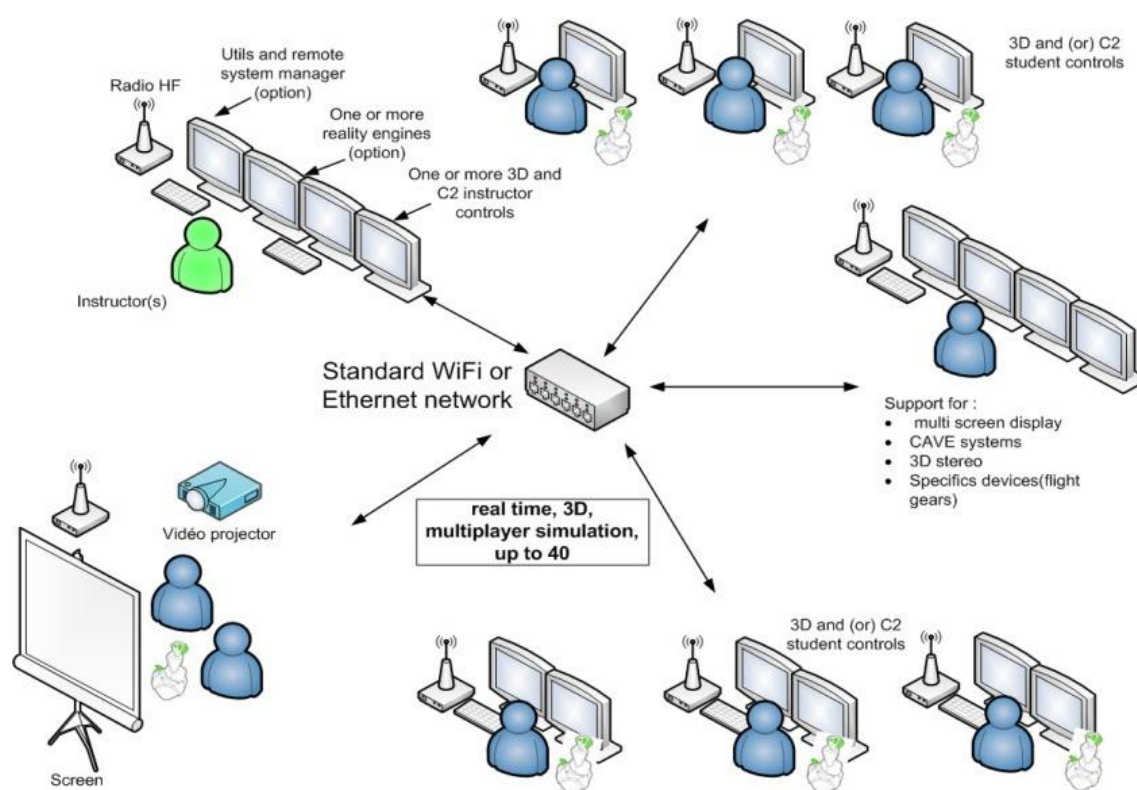 3D and (or) C2
student controls
Utils and remote
system manager
(option)
Radio HF
One or more
reality engines
(option)
One or more 3D and
C2 instructor
controls
Instructor(s)
Standard WiFi or
Ethernet network
Support for :
• multi screen display
• CAVE systems
• 3D stereo
• Specifics devices(flight
gears)
real time, 3D,
multiplayer simulation,
up to 40
Vidéo projector
Screen
3D and (or) C2
student controls